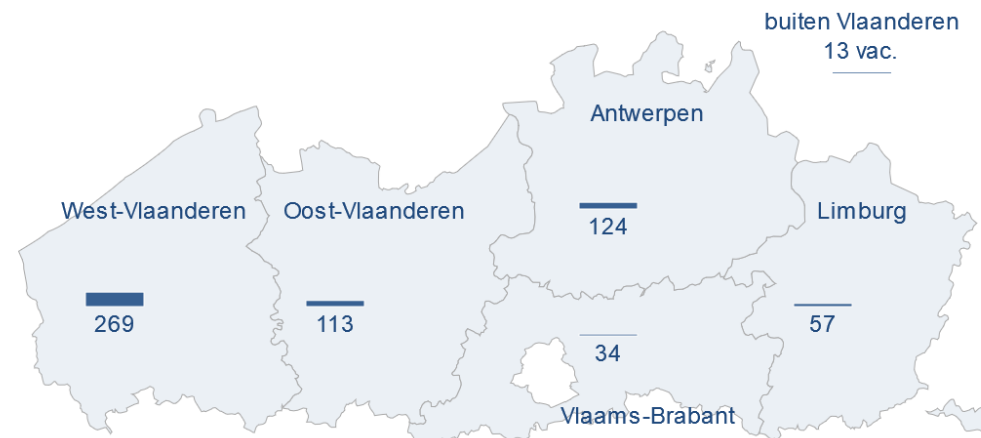 buiten Vlaanderen
13 vac.
Antwerpen
124
West-Vlaanderen
269
Oost-Vlaanderen
113
Limburg
57
34
Vlaams-Brabant